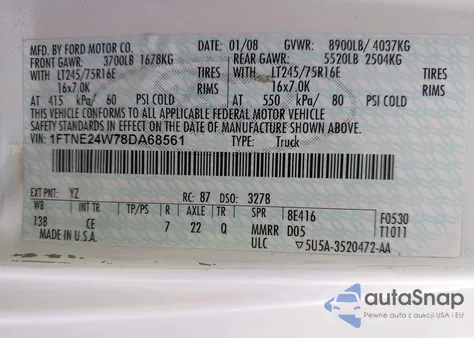 MFD. BY FORD MOTOR CO. DATE: 01/08 GVWR: 8900LB/ 4037KG
FRONT GAWR: 3700LB 1678KG REAR GAWR: 5520LB 2504KG
WITH LT245/75R16E TIRES WITH LT245/75R16E TIRES
16x7.0K RIMS 16x7.0K RIMS
AT 415 kPa/ 60 PSI COLD AT 550 kPa/ 80 PSI COLD
THIS VEHICLE CONFORMS TO ALL APPLICABLE FEDERAL MOTOR VEHICLE
SAFETY STANDARDS IN EFFECT ON THE DATE OF MANUFACTURE SHOWN ABOVE.
VIN: 1FTNE24W78DA68561 TYPE: Truck
EXT PNT: YZ RC: 87 DSO: 3278
WB INT TR TP/PS R AXLE TR SPR 8E416 F0530
138 CE 7 22 Q MMRR D05 T1011
ULC 5U5A-3520472-AA
autoSnap
Pewne auta z aukcji USA i EU